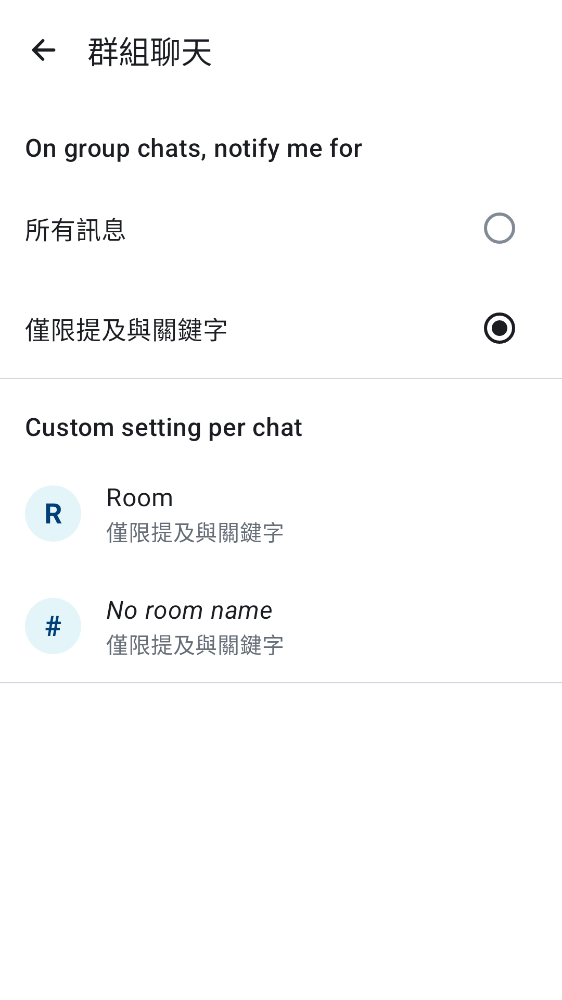 群組聊天
On group chats, notify me for
所有訊息
僅限提及與關鍵字
Custom setting per chat
R
Room
僅限提及與關鍵字
#
No room name
僅限提及與關鍵字